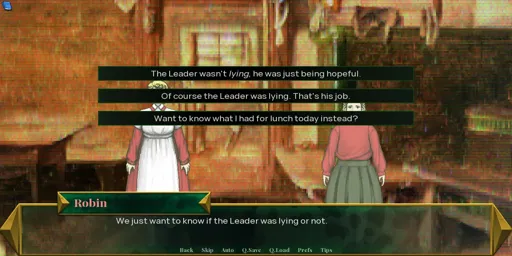 The Leader wasn't lying, he was just being hopeful.
Of course the Leader was lying. That's his job.
Want to know what I had for lunch today instead?
Robin
We just want to know if the Leader was lying or not.
Back Skip Auto Q.Save Q.Load Prefs Tips